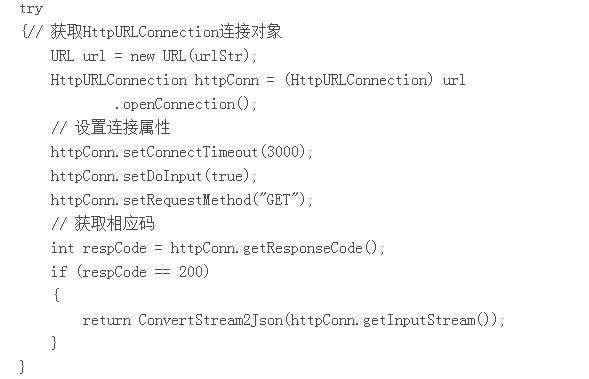 try
{// 获取HttpURLConnection连接对象
    URL url = new URL(urlStr);
    HttpURLConnection httpConn = (HttpURLConnection) url
            .openConnection();
    // 设置连接属性
    httpConn.setConnectTimeout(3000);
    httpConn.setDoInput(true);
    httpConn.setRequestMethod("GET");
    // 获取相应码
    int respCode = httpConn.getResponseCode();
    if (respCode == 200)
    {
        return ConvertStream2Json(httpConn.getInputStream());
    }
}